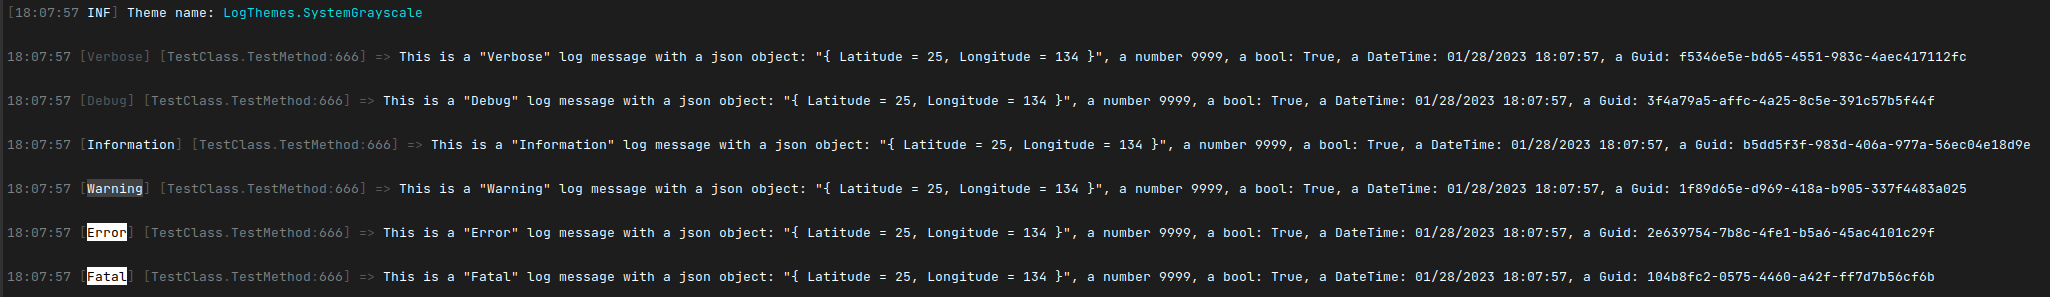 [18:07:57 INF] Theme name: LogThemes.SystemGrayscale
18:07:57 [Verbose] [TestClass.TestMethod:666] => This is a "Verbose" log message with a json object: "{ Latitude = 25, Longitude = 134 }", a number 9999, a bool: True, a DateTime: 01/28/2023 18:07:57, a Guid: f5346e5e-bd65-4551-983c-4aec417112fc
18:07:57 [Debug] [TestClass.TestMethod:666] => This is a "Debug" log message with a json object: "{ Latitude = 25, Longitude = 134 }", a number 9999, a bool: True, a DateTime: 01/28/2023 18:07:57, a Guid: 3f4a79a5-affc-4a25-8c5e-391c57b5f44f
18:07:57 [Information] [TestClass.TestMethod:666] => This is a "Information" log message with a json object: "{ Latitude = 25, Longitude = 134 }", a number 9999, a bool: True, a DateTime: 01/28/2023 18:07:57, a Guid: b5dd5f3f-983d-406a-977a-56ec04e18d9e
18:07:57 [Warning] [TestClass.TestMethod:666] => This is a "Warning" log message with a json object: "{ Latitude = 25, Longitude = 134 }", a number 9999, a bool: True, a DateTime: 01/28/2023 18:07:57, a Guid: 1f89d65e-d969-418a-b905-337f4483a025
18:07:57 [Error] [TestClass.TestMethod:666] => This is a "Error" log message with a json object: "{ Latitude = 25, Longitude = 134 }", a number 9999, a bool: True, a DateTime: 01/28/2023 18:07:57, a Guid: 2e639754-7b8c-4fe1-b5a6-45ac4101c29f
18:07:57 [Fatal] [TestClass.TestMethod:666] => This is a "Fatal" log message with a json object: "{ Latitude = 25, Longitude = 134 }", a number 9999, a bool: True, a DateTime: 01/28/2023 18:07:57, a Guid: 104b8fc2-0575-4460-a42f-ff7d7b56cf6b